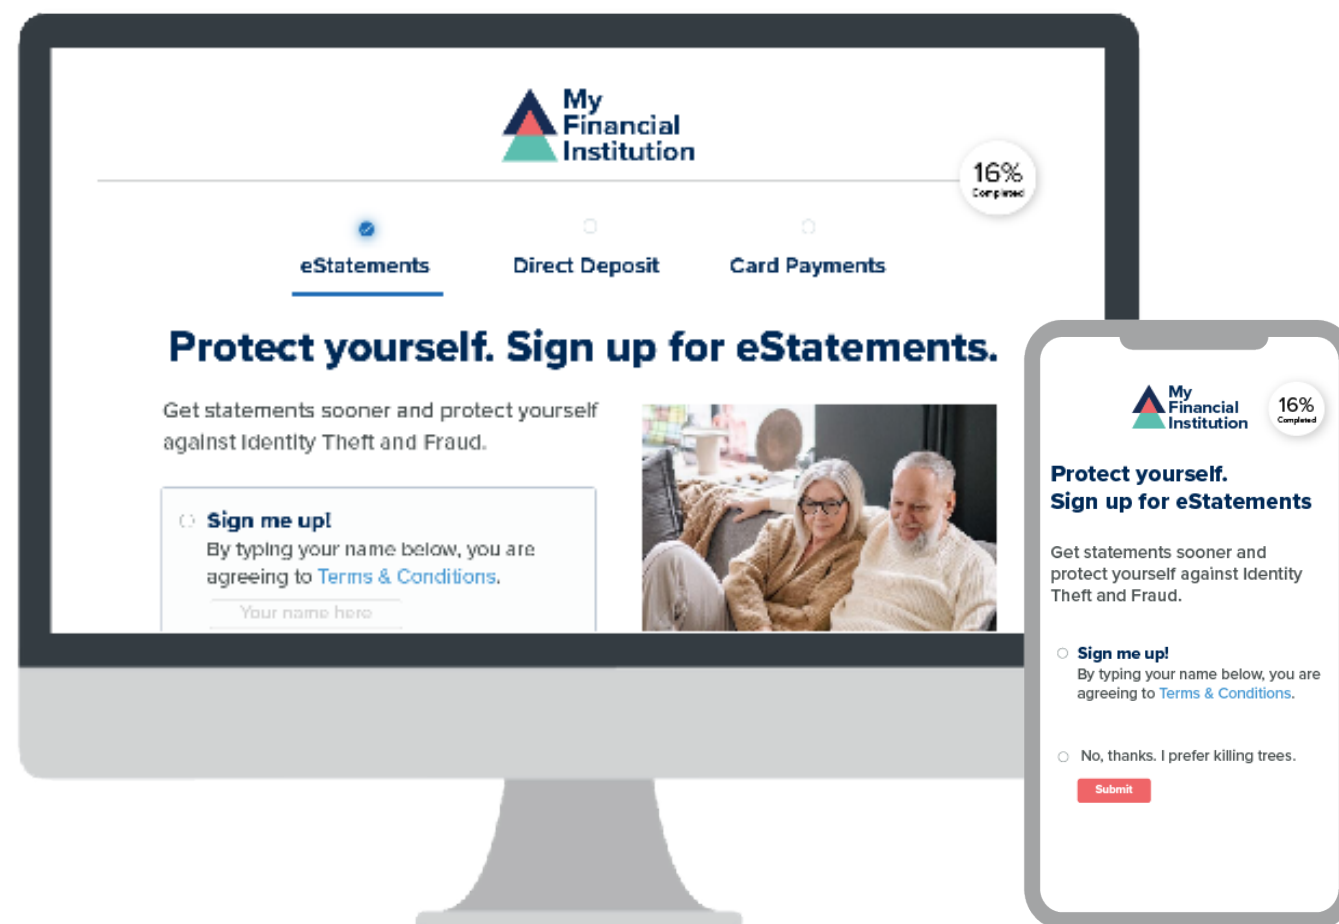 My
Financial
Institution
16%
Completed
eStatements
Direct Deposit
Card Payments
Protect yourself. Sign up for eStatements.
Get statements sooner and protect yourself
against Identity Theft and Fraud.
Sign me up!
By typing your name below, you are
agreeing to Terms & Conditions.
Your name here
My
Financial
Institution
16%
Completed
Protect yourself.
Sign up for eStatements
Get statements sooner and
protect yourself against Identity
Theft and Fraud.
Sign me up!
By typing your name below, you are
agreeing to Terms & Conditions.
No, thanks. I prefer killing trees.
Submit